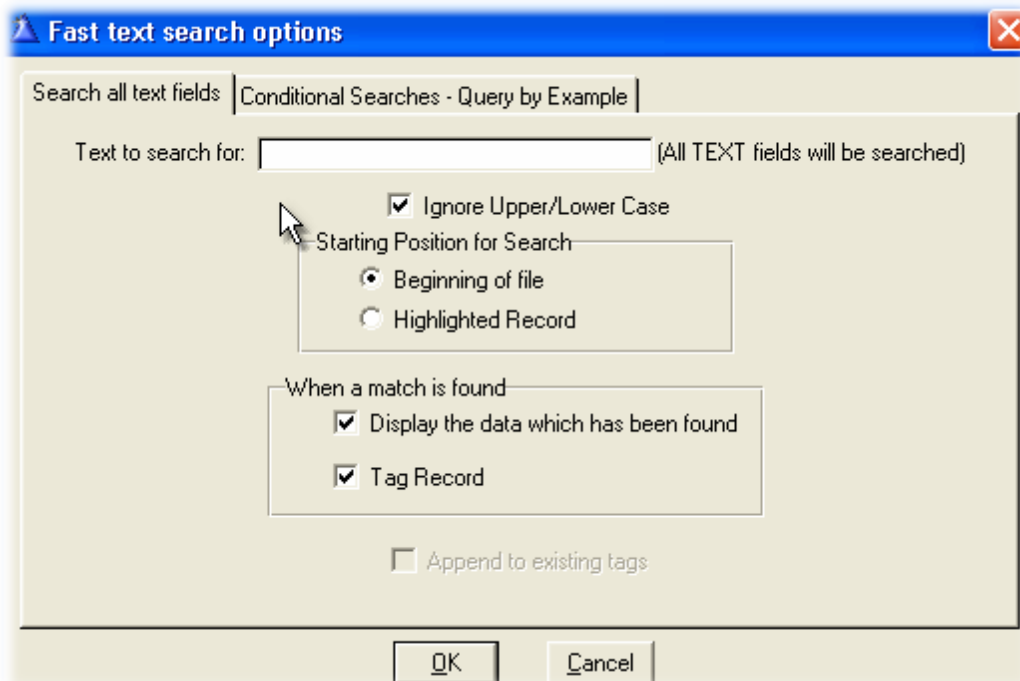 Fast text search options
Search all text fields Conditional Searches - Query by Example
Text to search for: (All TEXT fields will be searched)
Ignore Upper/Lower Case
Starting Position for Search
Beginning of file
Highlighted Record
When a match is found
Display the data which has been found
Tag Record
Append to existing tags
OK Cancel